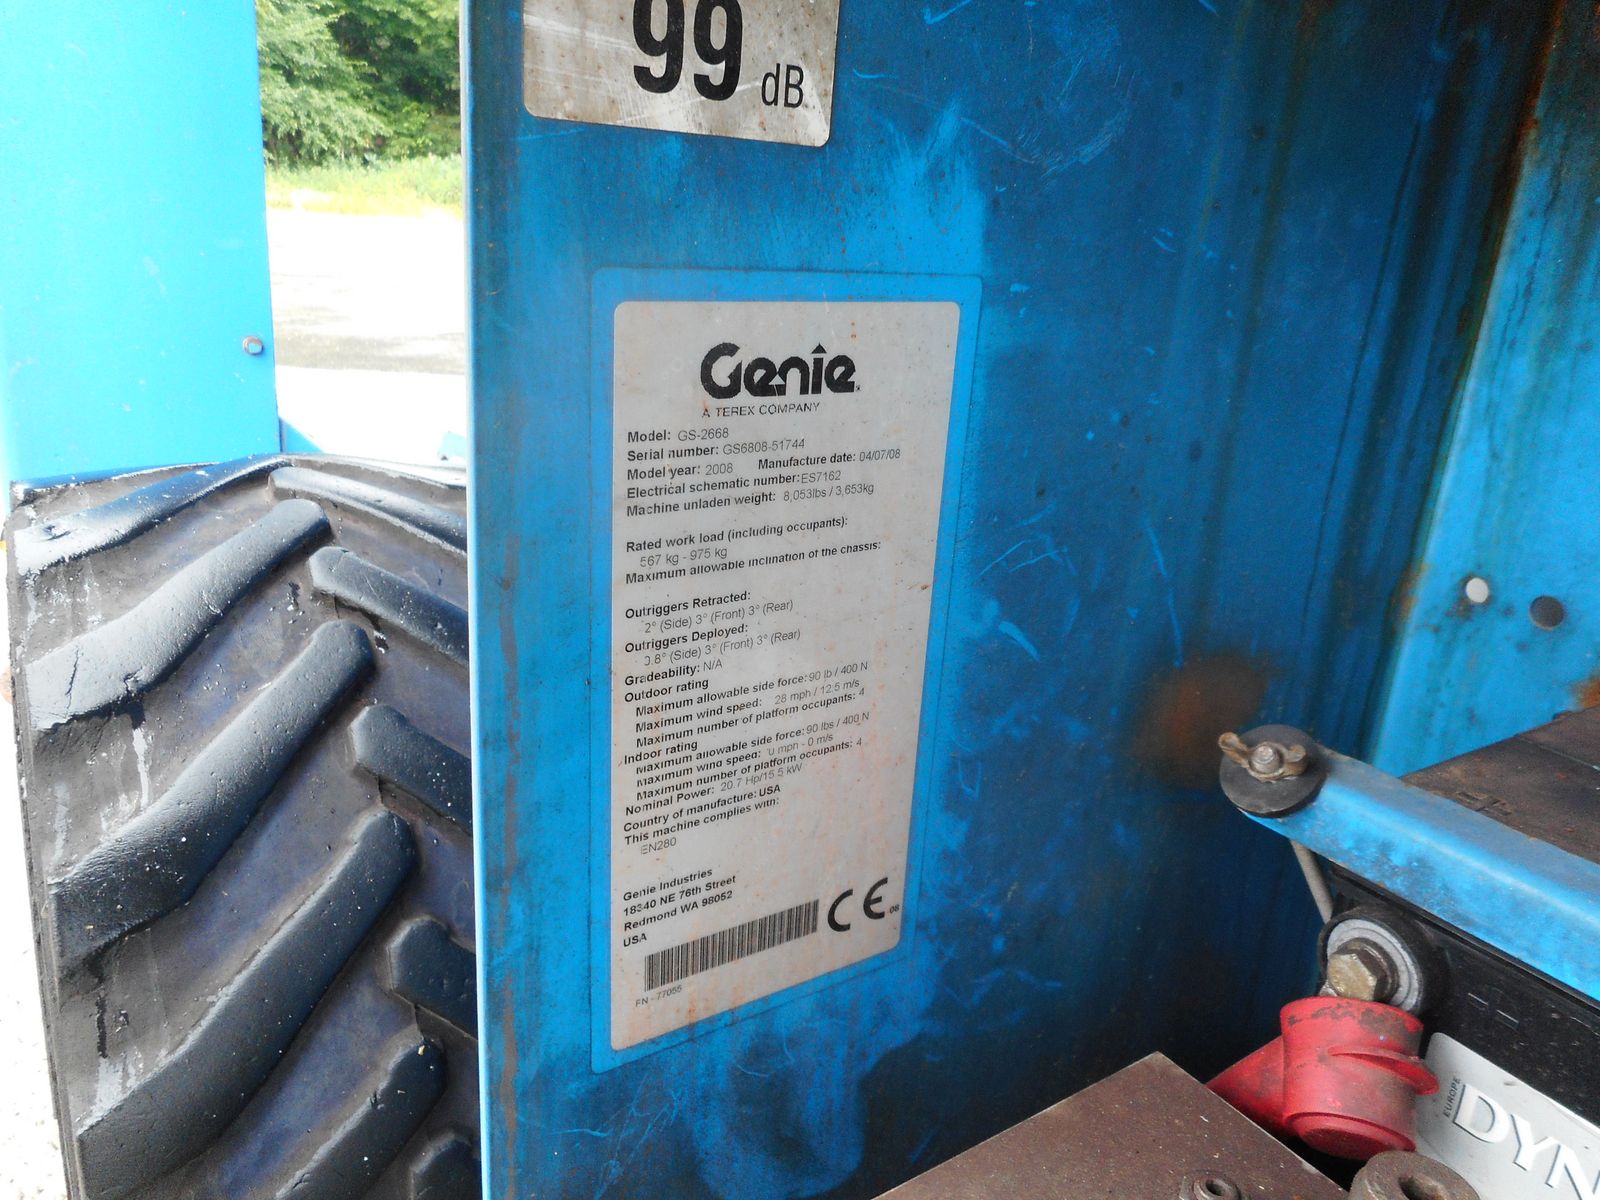 99 dB
Genie
A TEREX COMPANY
Model: GS-2668
Serial number: GS6808-51744
Model year: 2008 Manufacture date: 04/07/08
Electrical schematic number: ES7162
Machine unladen weight: 8,053lbs / 3,653kg
Rated work load (including occupants):
567 kg - 975 kg
Maximum allowable inclination of the chassis:
Outriggers Retracted:
2° (Side) 3° (Front) 3° (Rear)
Outriggers Deployed:
0.8° (Side) 3° (Front) 3° (Rear)
Gradeability: N/A
Outdoor rating
Maximum allowable side force: 90 lb / 400 N
Maximum wind speed: 28 mph / 12.5 m/s
Maximum number of platform occupants: 4
Indoor rating
Maximum allowable side force: 90 lbs / 400 N
Maximum wind speed: 0 mph - 0 m/s
Maximum number of platform occupants: 4
Nominal Power: 20.7 Hp/15.5 kW
Country of manufacture: USA
This machine complies with:
EN280
Genie Industries
18340 NE 76th Street
Redmond WA 98052
USA
CE 08
PN - 77055
EUROPE
DYN